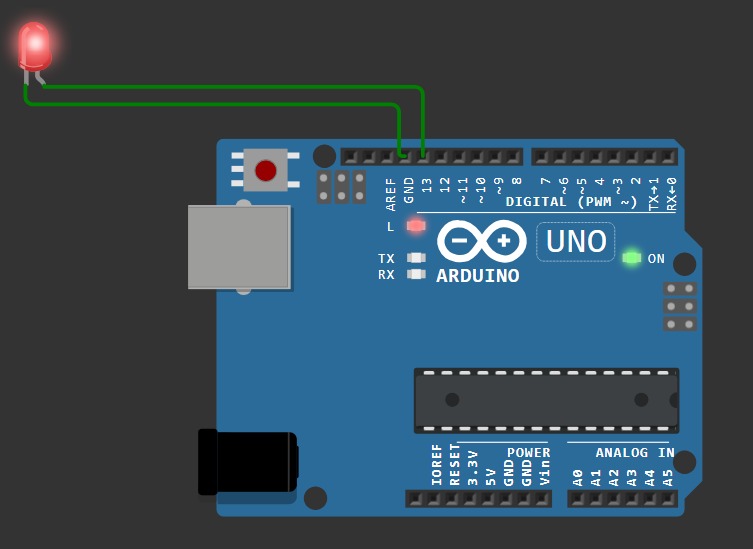 AREF
GND
13
12
~11
~10
~9
8
7
~6
~5
4
~3
2
TX→1
RX←0
DIGITAL (PWM ~)
L
TX
RX
UNO
ARDUINO
ON
POWER
ANALOG IN
IOREF
RESET
3.3V
5V
GND
GND
Vin
A0
A1
A2
A3
A4
A5